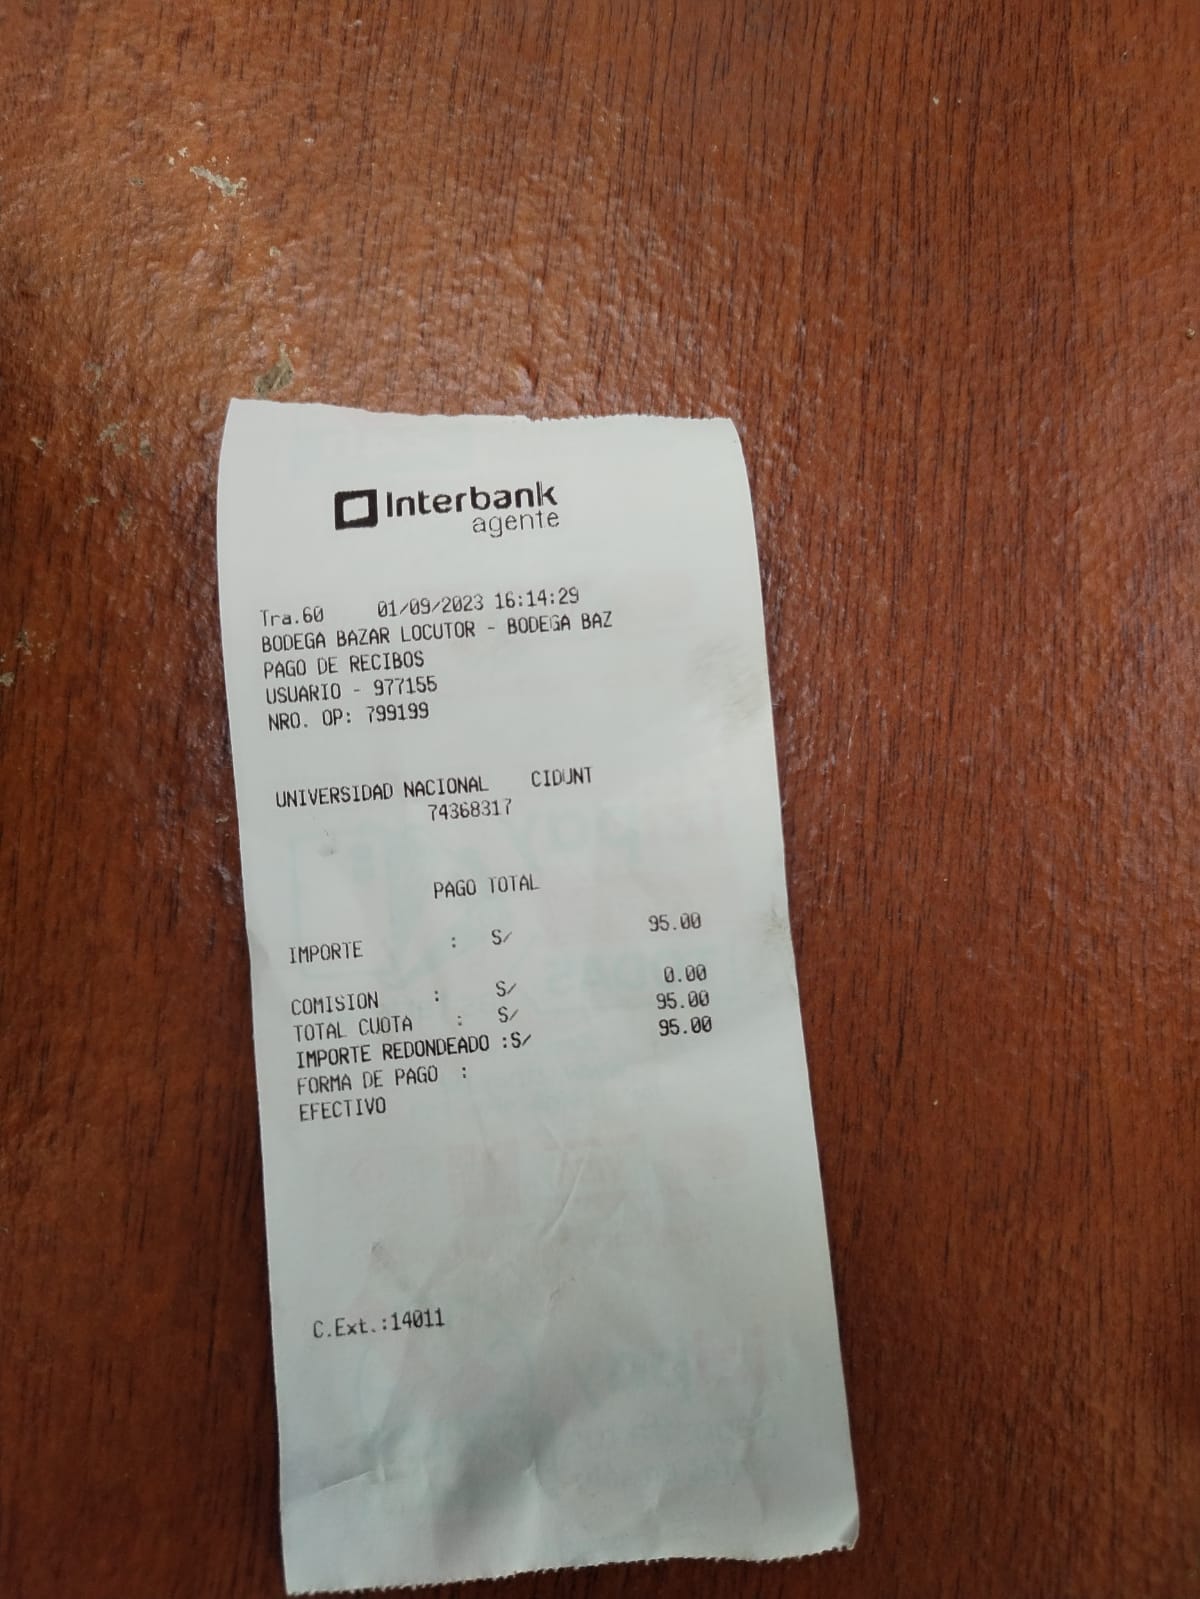 Interbank
agente
Tra.60 01/09/2023 16:14:29
BODEGA BAZAR LOCUTOR - BODEGA BAZ
PAGO DE RECIBOS
USUARIO - 977155
NRO. OP: 799199
UNIVERSIDAD NACIONAL CIDUNT
74368317
PAGO TOTAL
IMPORTE : S/ 95.00
COMISION : S/ 0.00
TOTAL CUOTA : S/ 95.00
IMPORTE REDONDEADO :S/ 95.00
FORMA DE PAGO :
EFECTIVO
C.Ext.:14011